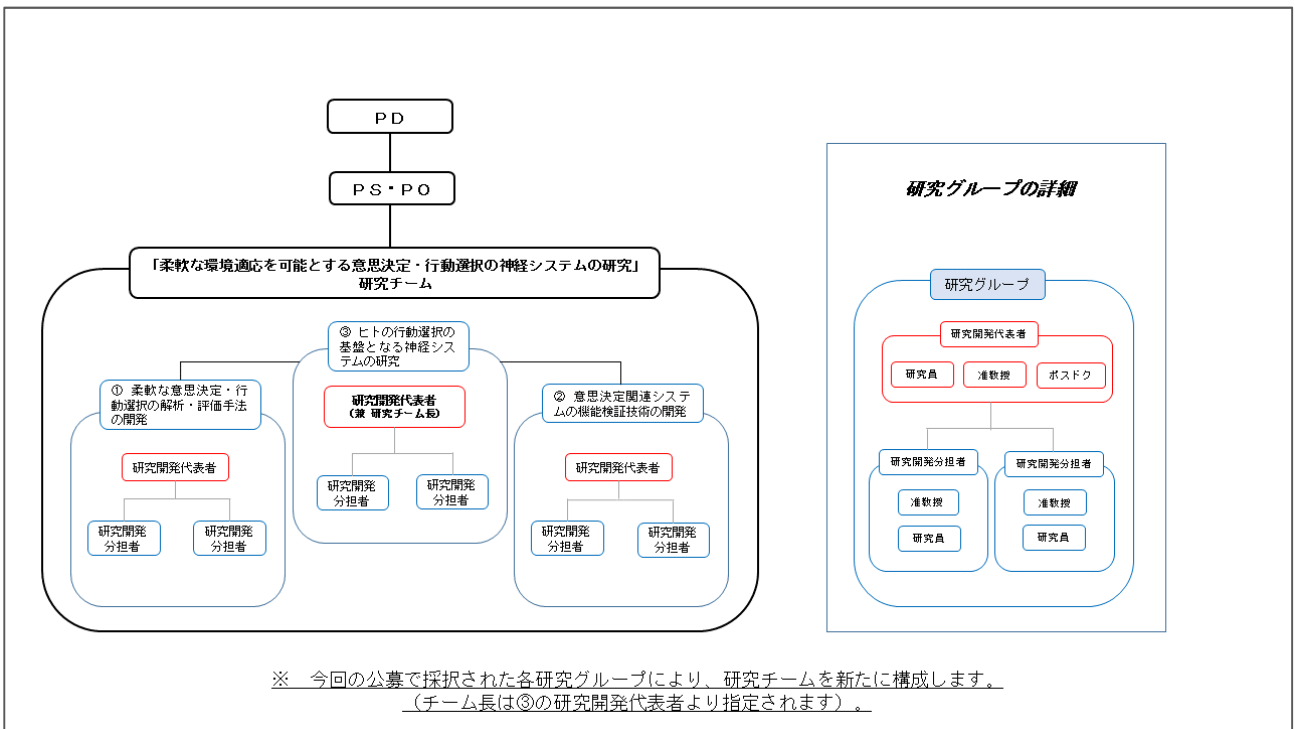 ＰＤ
ＰＳ・ＰＯ
「柔軟な環境適応を可能とする意思決定・行動選択の神経システムの研究」
研究チーム
③ ヒトの行動選択の
基盤となる神経シス
テムの研究
研究開発代表者
(兼 研究チーム長)
研究開発
分担者
研究開発
分担者
① 柔軟な意思決定・行
動選択の解析・評価手法
の開発
研究開発代表者
研究開発
分担者
研究開発
分担者
② 意思決定関連システ
ムの機能検証技術の開発
研究開発代表者
研究開発
分担者
研究開発
分担者
研究グループの詳細
研究グループ
研究開発代表者
研究員
准教授
ポスドク
研究開発分担者
准教授
研究員
研究開発分担者
准教授
研究員
※　今回の公募で採択された各研究グループにより、研究チームを新たに構成します。
（チーム長は③の研究開発代表者より指定されます）。